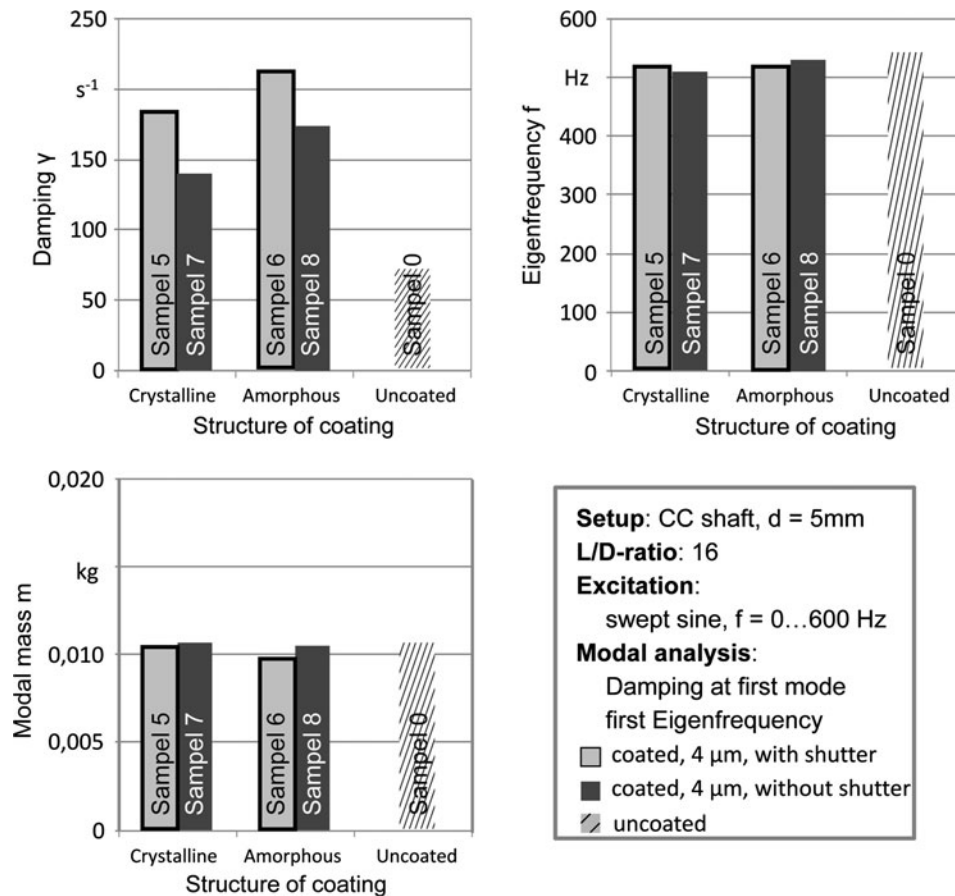 250
s⁻¹
150
100
50
0
Damping γ
Sampel 5
Sampel 7
Sampel 6
Sampel 8
Sampel 0
Crystalline Amorphous Uncoated
Structure of coating
600
Hz
400
300
200
100
0
Eigenfrequency f
Sampel 5
Sampel 7
Sampel 6
Sampel 8
Sampel 0
Crystalline Amorphous Uncoated
Structure of coating
0,020
kg
0,010
0,005
0
Modal mass m
Sampel 5
Sampel 7
Sampel 6
Sampel 8
Sampel 0
Crystalline Amorphous Uncoated
Structure of coating
Setup: CC shaft, d = 5mm
L/D-ratio: 16
Excitation:
swept sine, f = 0...600 Hz
Modal analysis:
Damping at first mode
first Eigenfrequency
coated, 4 µm, with shutter
coated, 4 µm, without shutter
uncoated